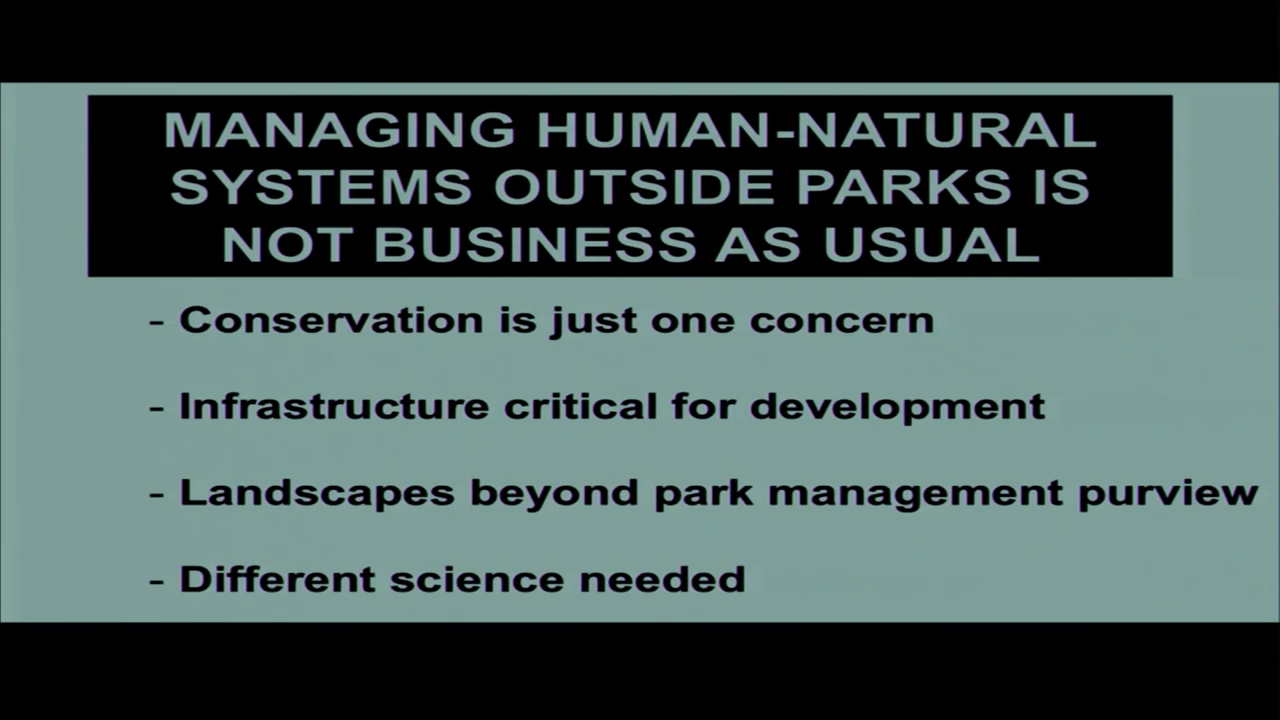 MANAGING HUMAN-NATURAL
SYSTEMS OUTSIDE PARKS IS
NOT BUSINESS AS USUAL
- Conservation is just one concern
- Infrastructure critical for development
- Landscapes beyond park management purview
- Different science needed